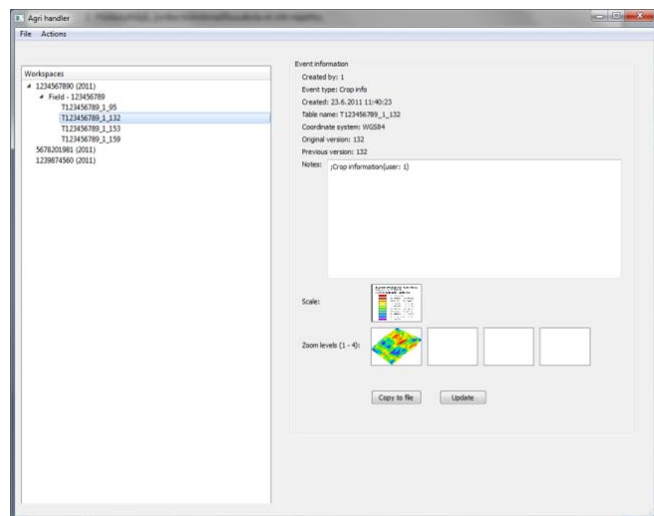 Agri handler
File Actions
Workspaces
1234567890 (2011)
Field - 123456789
T123456789_1_95
T123456789_1_132
T123456789_1_153
T123456789_1_159
5678201981 (2011)
1239874560 (2011)
Event information
Created by: 1
Event type: Crop info
Created: 23.6.2011 11:40:23
Table name: T123456789_1_132
Coordinate system: WGS84
Original version: 132
Previous version: 132
Notes: ;Crop information(user: 1)
Scale:
Zoom levels (1 - 4):
Copy to file Update